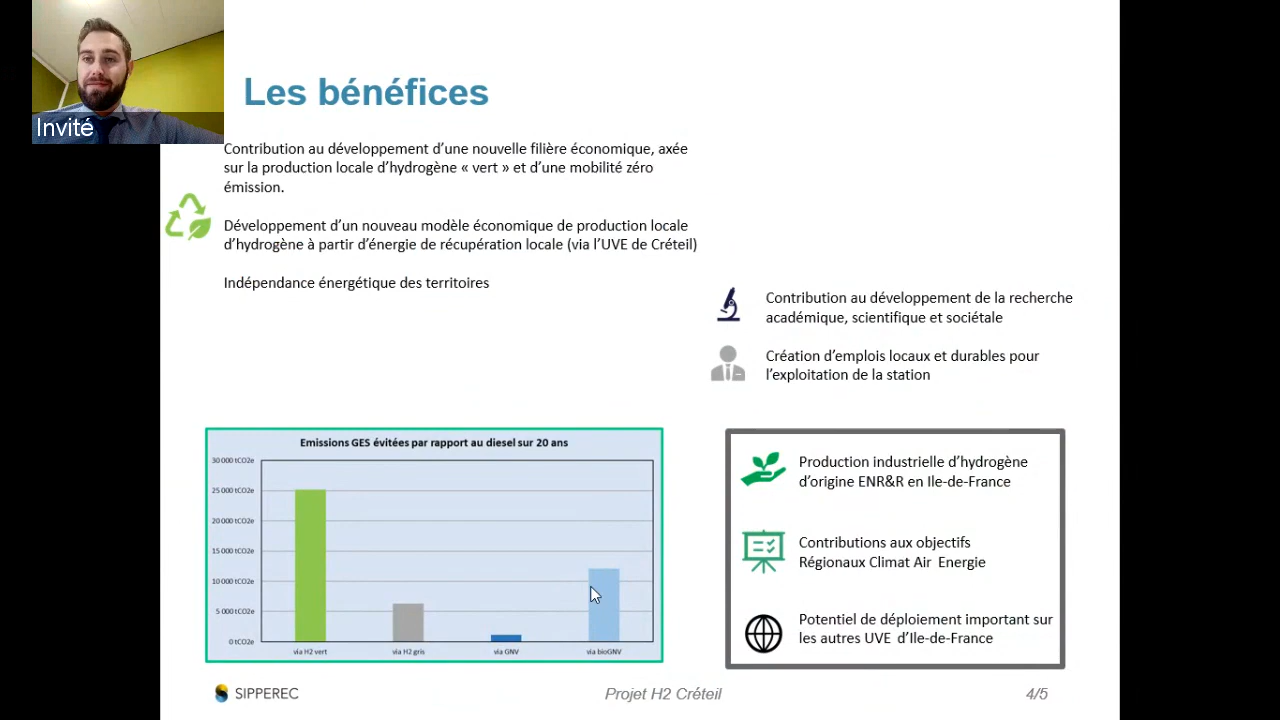 Invité
Les bénéfices
Contribution au développement d’une nouvelle filière économique, axée
sur la production locale d’hydrogène « vert » et d’une mobilité zéro
émission.
Développement d’un nouveau modèle économique de production locale
d’hydrogène à partir d’énergie de récupération locale (via l’UVE de Créteil)
Indépendance énergétique des territoires
Contribution au développement de la recherche
académique, scientifique et sociétale
Création d’emplois locaux et durables pour
l’exploitation de la station
Emissions GES évitées par rapport au diesel sur 20 ans
30 000 tCO2e
25 000 tCO2e
20 000 tCO2e
15 000 tCO2e
10 000 tCO2e
5 000 tCO2e
0 tCO2e
via H2 vert
via H2 gris
via GNV
via bioGNV
Production industrielle d’hydrogène
d’origine ENR&R en Ile-de-France
Contributions aux objectifs
Régionaux Climat Air Energie
Potentiel de déploiement important sur
les autres UVE d’Ile-de-France
SIPPEREC
Projet H2 Créteil
4/5